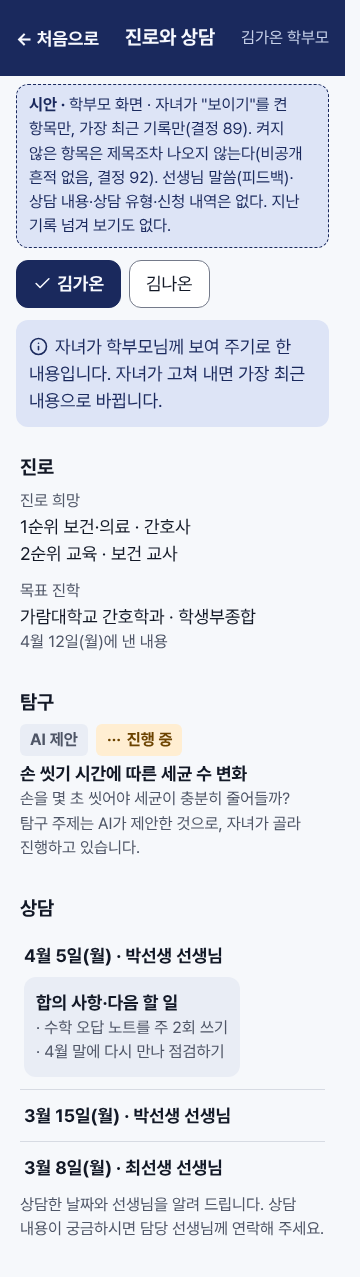 ← 처음으로 진로와 상담 김가온 학부모
시안 · 학부모 화면 · 자녀가 "보이기"를 켠
항목만, 가장 최근 기록만(결정 89). 켜지
않은 항목은 제목조차 나오지 않는다(비공개
흔적 없음, 결정 92). 선생님 말씀(피드백)·
상담 내용·상담 유형·신청 내역은 없다. 지난
기록 넘겨 보기도 없다.
✓ 김가온 김나온
자녀가 학부모님께 보여 주기로 한
내용입니다. 자녀가 고쳐 내면 가장 최근
내용으로 바뀝니다.
진로
진로 희망
1순위 보건·의료 · 간호사
2순위 교육 · 보건 교사
목표 진학
가람대학교 간호학과 · 학생부종합
4월 12일(월)에 낸 내용
탐구
AI 제안 ··· 진행 중
손 씻기 시간에 따른 세균 수 변화
손을 몇 초 씻어야 세균이 충분히 줄어들까?
탐구 주제는 AI가 제안한 것으로, 자녀가 골라
진행하고 있습니다.
상담
4월 5일(월) · 박선생 선생님
합의 사항·다음 할 일
· 수학 오답 노트를 주 2회 쓰기
· 4월 말에 다시 만나 점검하기
3월 15일(월) · 박선생 선생님
3월 8일(월) · 최선생 선생님
상담한 날짜와 선생님을 알려 드립니다. 상담
내용이 궁금하시면 담당 선생님께 연락해 주세요.